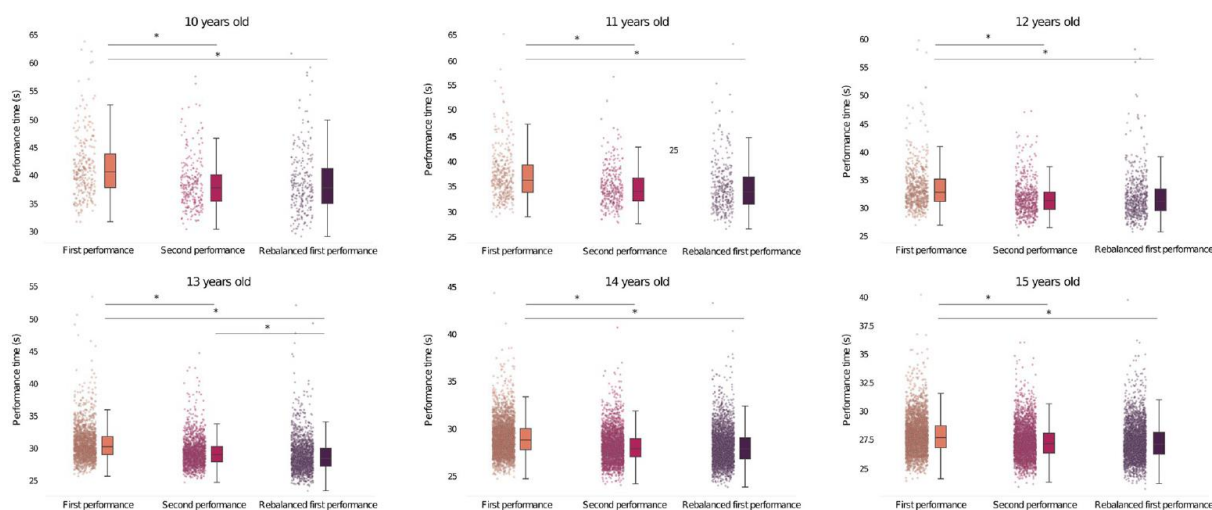 10 years old
11 years old
12 years old
65
60
55
50
45
40
35
30
Performance time (s)
*
*
First performance
Second performance
Rebalanced first performance
65
60
55
50
45
40
35
30
25
Performance time (s)
*
*
25
First performance
Second performance
Rebalanced first performance
60
55
50
45
40
35
30
25
Performance time (s)
*
*
First performance
Second performance
Rebalanced first performance
13 years old
14 years old
15 years old
55
50
45
40
35
30
25
Performance time (s)
*
*
*
First performance
Second performance
Rebalanced first performance
45
40
35
30
25
Performance time (s)
*
*
First performance
Second performance
Rebalanced first performance
40
37.5
35
32.5
30
27.5
25
Performance time (s)
*
*
First performance
Second performance
Rebalanced first performance